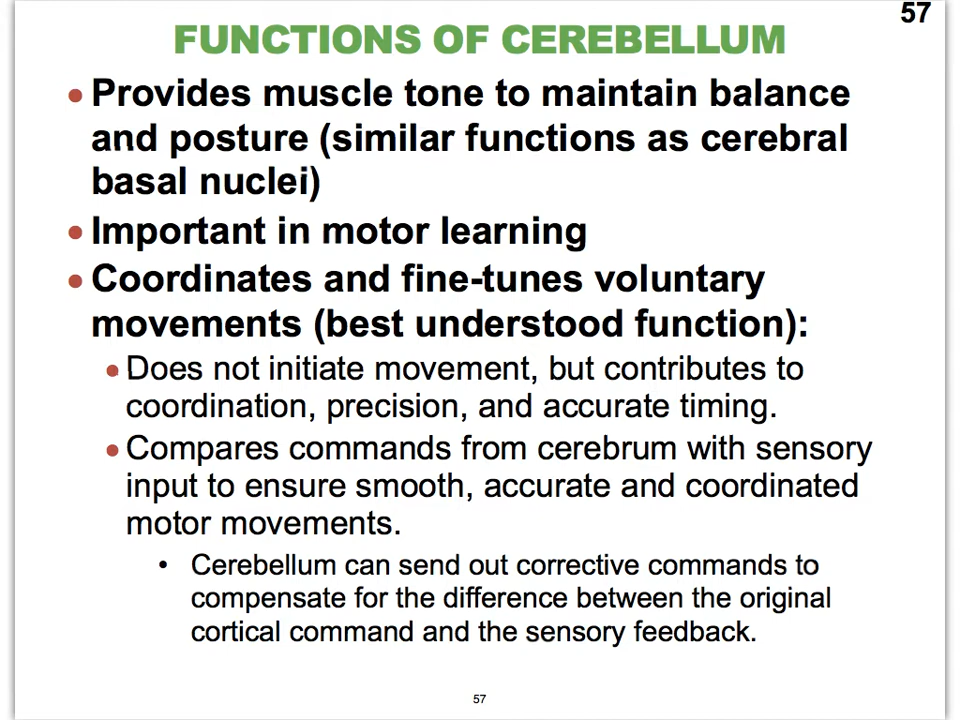 57
FUNCTIONS OF CEREBELLUM
• Provides muscle tone to maintain balance
and posture (similar functions as cerebral
basal nuclei)
• Important in motor learning
• Coordinates and fine-tunes voluntary
movements (best understood function):
• Does not initiate movement, but contributes to
coordination, precision, and accurate timing.
• Compares commands from cerebrum with sensory
input to ensure smooth, accurate and coordinated
motor movements.
• Cerebellum can send out corrective commands to
compensate for the difference between the original
cortical command and the sensory feedback.
57